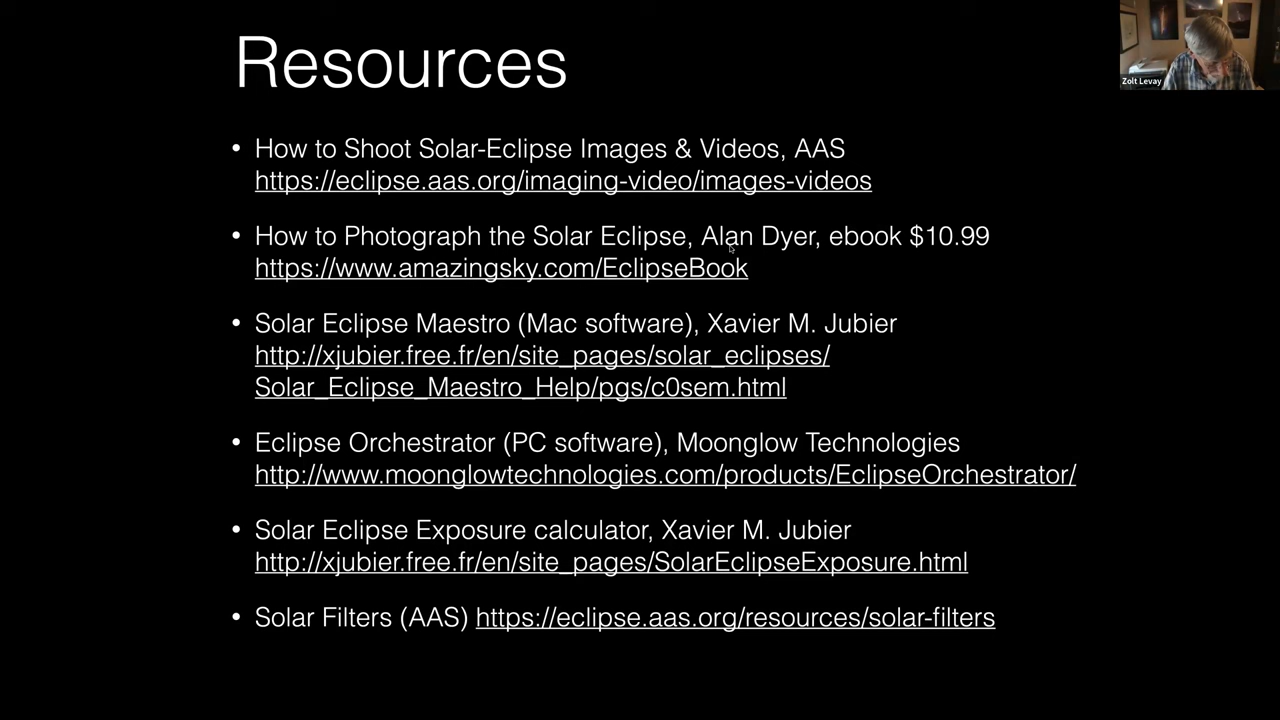 Resources
Zolt Levay
• How to Shoot Solar-Eclipse Images & Videos, AAS
https://eclipse.aas.org/imaging-video/images-videos
• How to Photograph the Solar Eclipse, Alan Dyer, ebook $10.99
https://www.amazingsky.com/EclipseBook
• Solar Eclipse Maestro (Mac software), Xavier M. Jubier
http://xjubier.free.fr/en/site_pages/solar_eclipses/
Solar_Eclipse_Maestro_Help/pgs/c0sem.html
• Eclipse Orchestrator (PC software), Moonglow Technologies
http://www.moonglowtechnologies.com/products/EclipseOrchestrator/
• Solar Eclipse Exposure calculator, Xavier M. Jubier
http://xjubier.free.fr/en/site_pages/SolarEclipseExposure.html
• Solar Filters (AAS) https://eclipse.aas.org/resources/solar-filters